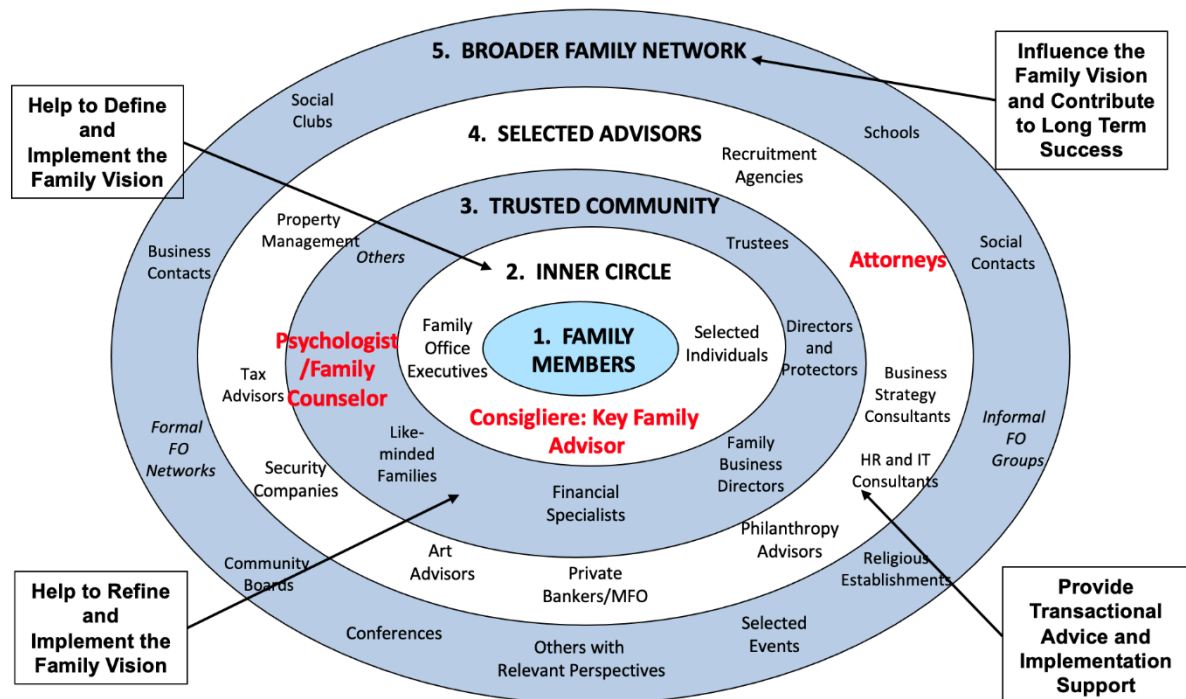 5. BROADER FAMILY NETWORK
Influence the
Family Vision
and Contribute
to Long Term
Success
Help to Define
and
Implement the
Family Vision
Social
Clubs
4. SELECTED ADVISORS
Schools
Recruitment
Agencies
3. TRUSTED COMMUNITY
Property
Management
Others
Trustees
Business
Contacts
Attorneys
Social
Contacts
2. INNER CIRCLE
Family
Office
Executives
1. FAMILY
MEMBERS
Selected
Individuals
Directors
and
Protectors
Psychologist
/Family
Counselor
Tax
Advisors
Business
Strategy
Consultants
Consigliere: Key Family
Advisor
Formal
FO
Networks
Like-
minded
Families
Family
Business
Directors
Informal
FO
Groups
Security
Companies
HR and IT
Consultants
Financial
Specialists
Philanthropy
Advisors
Art
Advisors
Private
Bankers/MFO
Community
Boards
Religious
Establishments
Help to Refine
and
Implement the
Family Vision
Conferences
Others with
Relevant Perspectives
Selected
Events
Provide
Transactional
Advice and
Implementation
Support